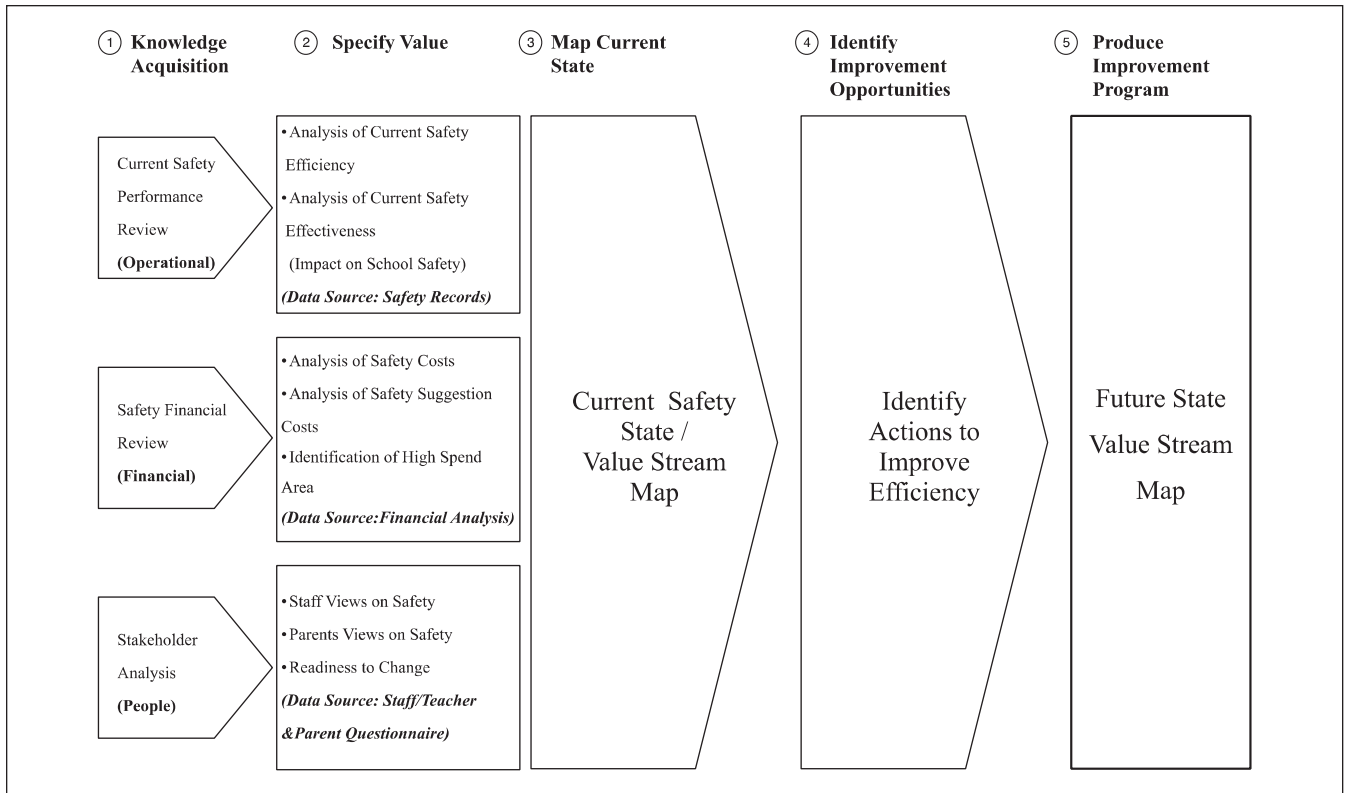 1 Knowledge
Acquisition
2 Specify Value
3 Map Current
State
4 Identify
Improvement
Opportunities
5 Produce
Improvement
Program
Current Safety
Performance
Review
(Operational)
• Analysis of Current Safety
Efficiency
• Analysis of Current Safety
Effectiveness
(Impact on School Safety)
(Data Source: Safety Records)
Safety Financial
Review
(Financial)
• Analysis of Safety Costs
• Analysis of Safety Suggestion
Costs
• Identification of High Spend
Area
(Data Source:Financial Analysis)
Stakeholder
Analysis
(People)
• Staff Views on Safety
• Parents Views on Safety
• Readiness to Change
(Data Source: Staff/Teacher
&Parent Questionnaire)
Current Safety
State /
Value Stream
Map
Identify
Actions to
Improve
Efficiency
Future State
Value Stream
Map